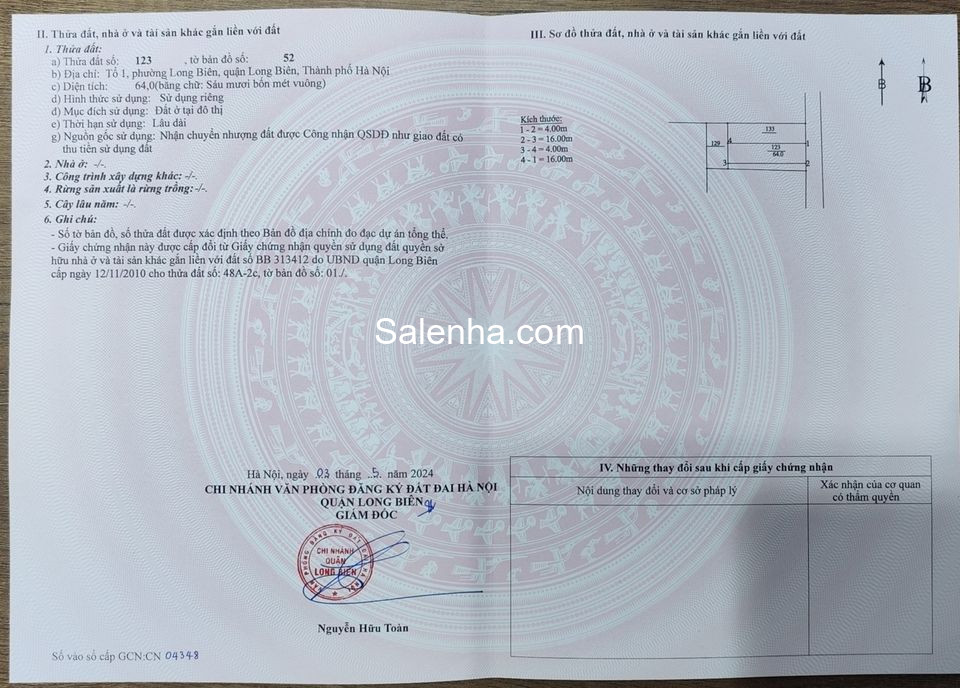 II. Thửa đất, nhà ở và tài sản khác gắn liền với đất
1. Thửa đất:
a) Thửa đất số: 123 , tờ bản đồ số: 52
b) Địa chỉ: Tổ 1, phường Long Biên, quận Long Biên, Thành phố Hà Nội
c) Diện tích: 64,0(bằng chữ: Sáu mươi bốn mét vuông)
d) Hình thức sử dụng: Sử dụng riêng
đ) Mục đích sử dụng: Đất ở tại đô thị
e) Thời hạn sử dụng: Lâu dài
g) Nguồn gốc sử dụng: Nhận chuyển nhượng đất được Công nhận QSDĐ như giao đất có
thu tiền sử dụng đất
2. Nhà ở: -/-.
3. Công trình xây dựng khác: -/-.
4. Rừng sản xuất là rừng trồng:-/-.
5. Cây lâu năm: -/-.
6. Ghi chú:
- Số tờ bản đồ, số thửa đất được xác định theo Bản đồ địa chính đo đạc dự án tổng thể.
- Giấy chứng nhận này được cấp đổi từ Giấy chứng nhận quyền sử dụng đất quyền sở
hữu nhà ở và tài sản khác gắn liền với đất số BB 313412 do UBND quận Long Biên
cấp ngày 12/11/2010 cho thửa đất số: 48A-2c, tờ bản đồ số: 01./.
Hà Nội, ngày 03 tháng 5. năm 2024
CHI NHÁNH VĂN PHÒNG ĐĂNG KÝ ĐẤT ĐAI HÀ NỘI
QUẬN LONG BIÊN
GIÁM ĐỐC
VĂN PHÒNG ĐĂNG KÝ ĐẤT ĐAI HÀ NỘI
CHI NHÁNH
QUẬN
LONG BIÊN
Nguyễn Hữu Toàn
Số vào sổ cấp GCN:CN 04348
III. Sơ đồ thửa đất, nhà ở và tài sản khác gắn liền với đất
B
B
Kích thước:
1 - 2 = 4.00m
2 - 3 = 16.00m
3 - 4 = 4.00m
4 - 1 = 16.00m
133
129
4
1
123
64.0
3
2
Salenha.com
IV. Những thay đổi sau khi cấp giấy chứng nhận
Nội dung thay đổi và cơ sở pháp lý
Xác nhận của cơ quan
có thẩm quyền